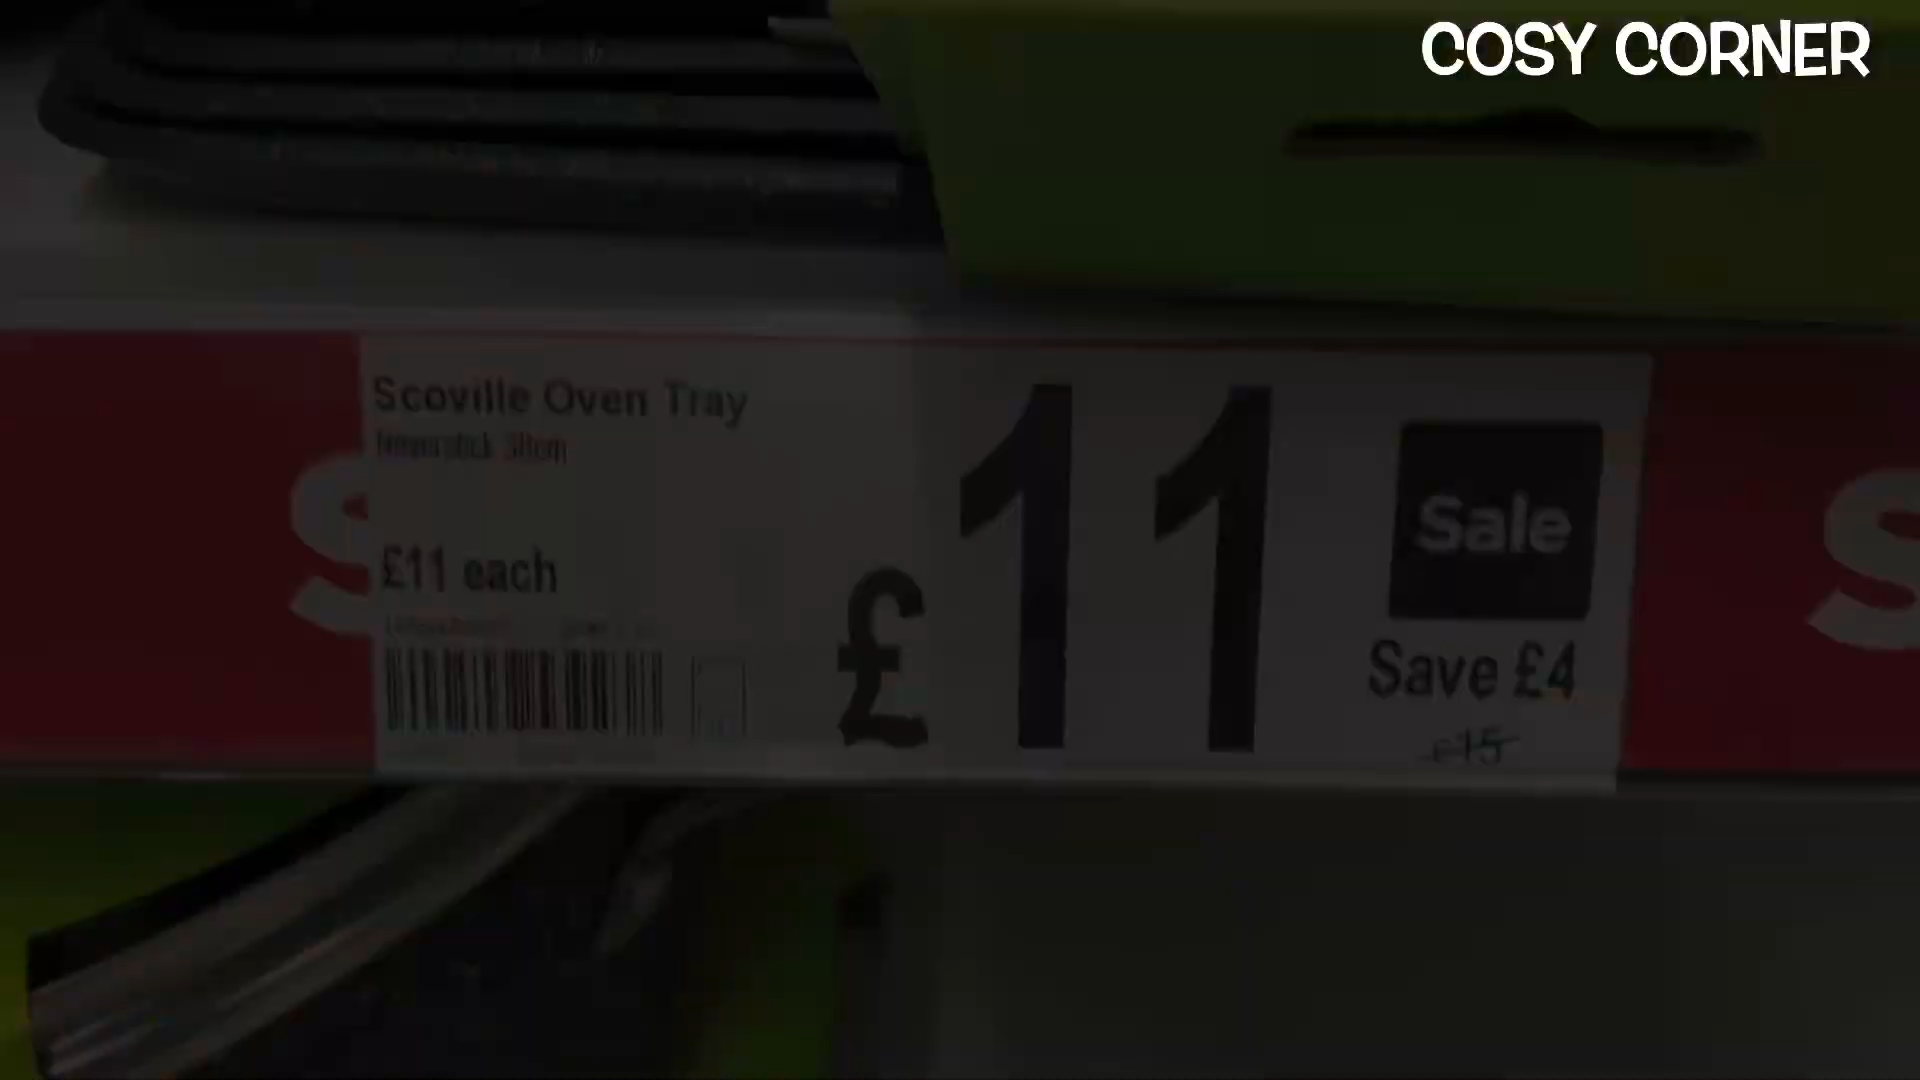 COSY CORNER
Scoville Oven Tray
£11 each
£11
Sale
Save £4
£15
S
S